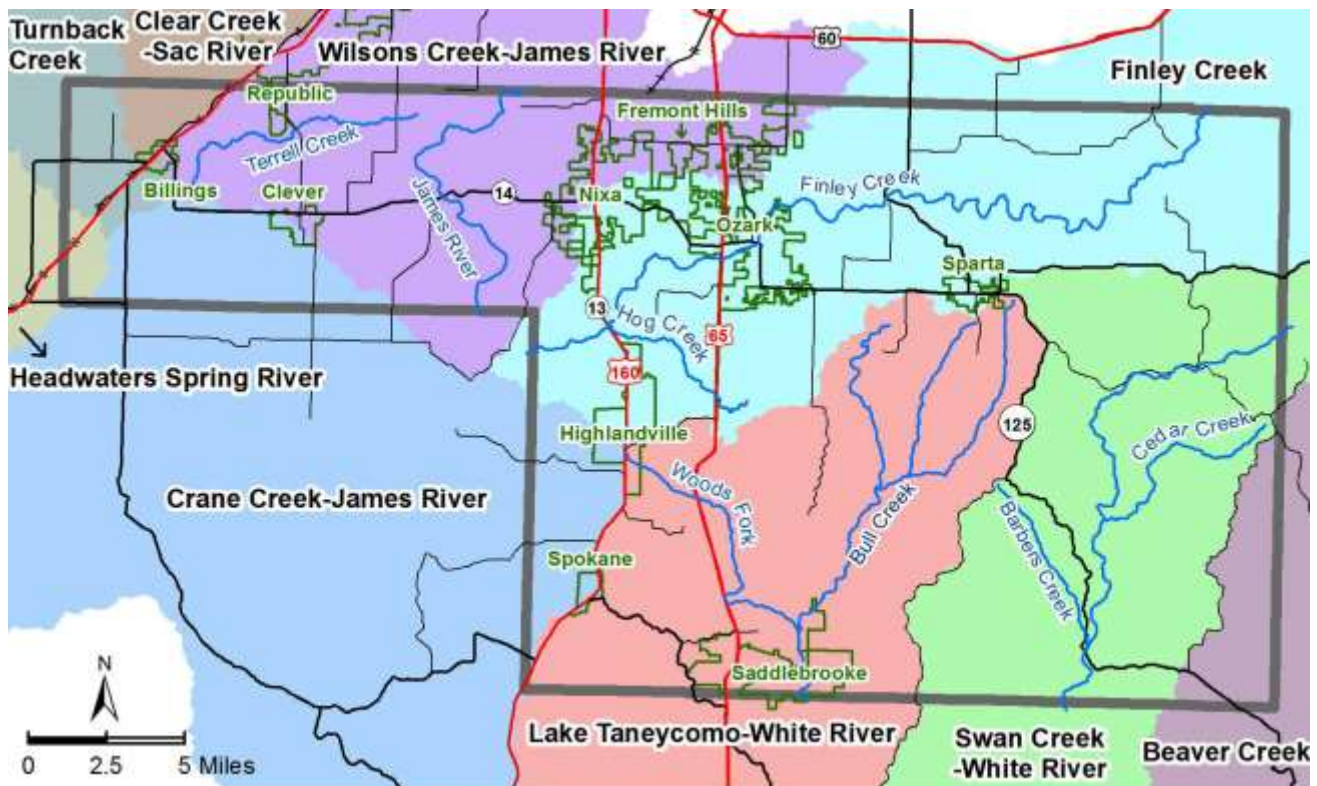 Turnback
Creek
Clear Creek
-Sac River
Wilsons Creek-James River
60
Finley Creek
Republic
Fremont Hills
Terrell Creek
Billings
Clever
James River
14
Nixa
Finley Creek
Ozark
Sparta
13
Hog Creek
65
160
Headwaters Spring River
Highlandville
125
Cedar Creek
Woods Fork
Crane Creek-James River
Bull Creek
Barbers Creek
Spokane
Saddlebrooke
N
0 2.5 5 Miles
Lake Taneycomo-White River
Swan Creek
-White River
Beaver Creek